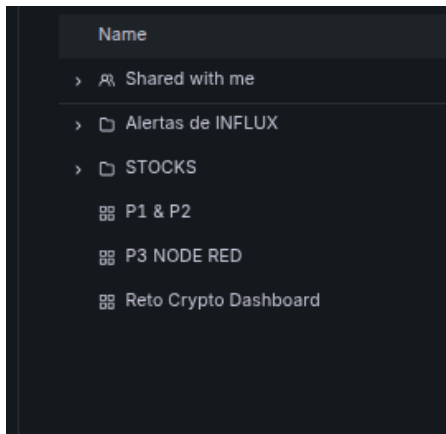 Name
Shared with me
Alertas de INFLUX
STOCKS
P1 & P2
P3 NODE RED
Reto Crypto Dashboard